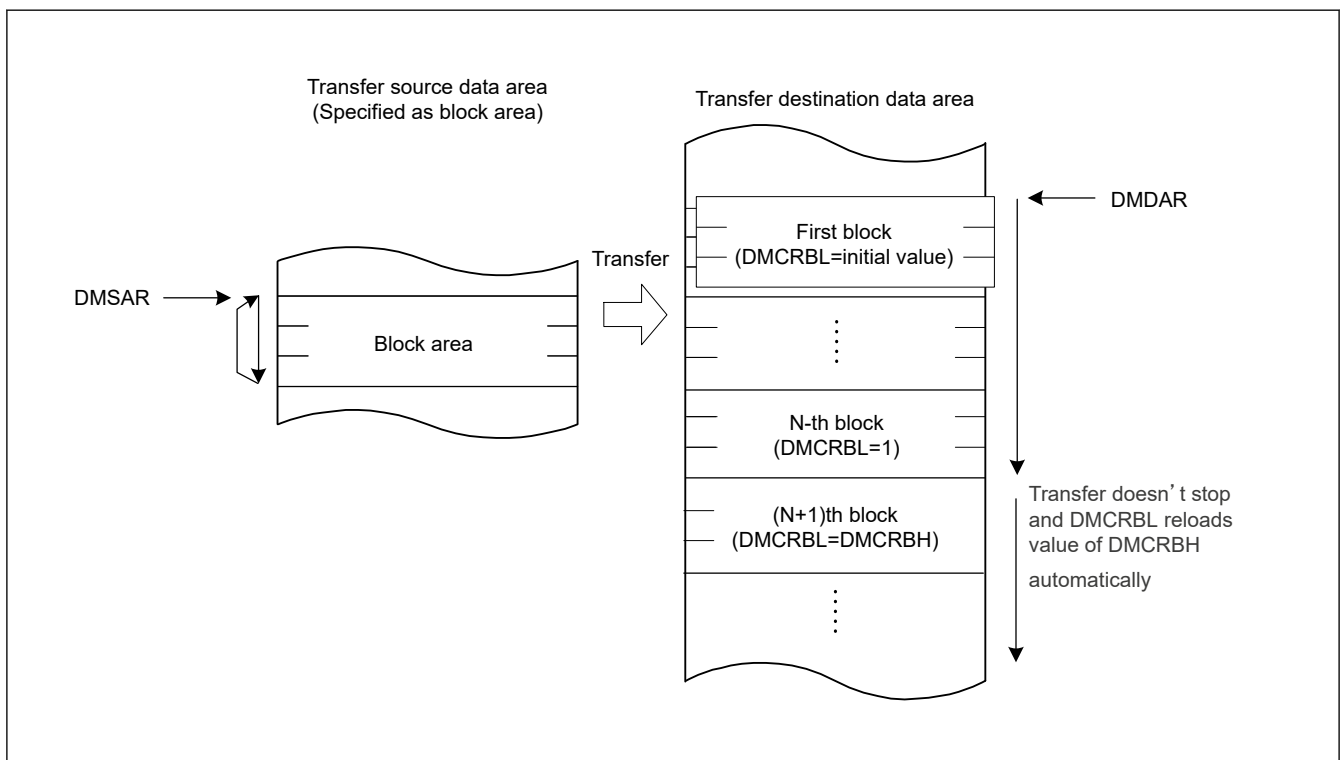 Transfer source data area
(Specified as block area)
Transfer destination data area
DMDAR
First block
(DMCRBL=initial value)
Transfer
DMSAR
Block area
N-th block
(DMCRBL=1)
(N+1)th block
(DMCRBL=DMCRBH)
Transfer doesn’t stop
and DMCRBL reloads
value of DMCRBH
automatically